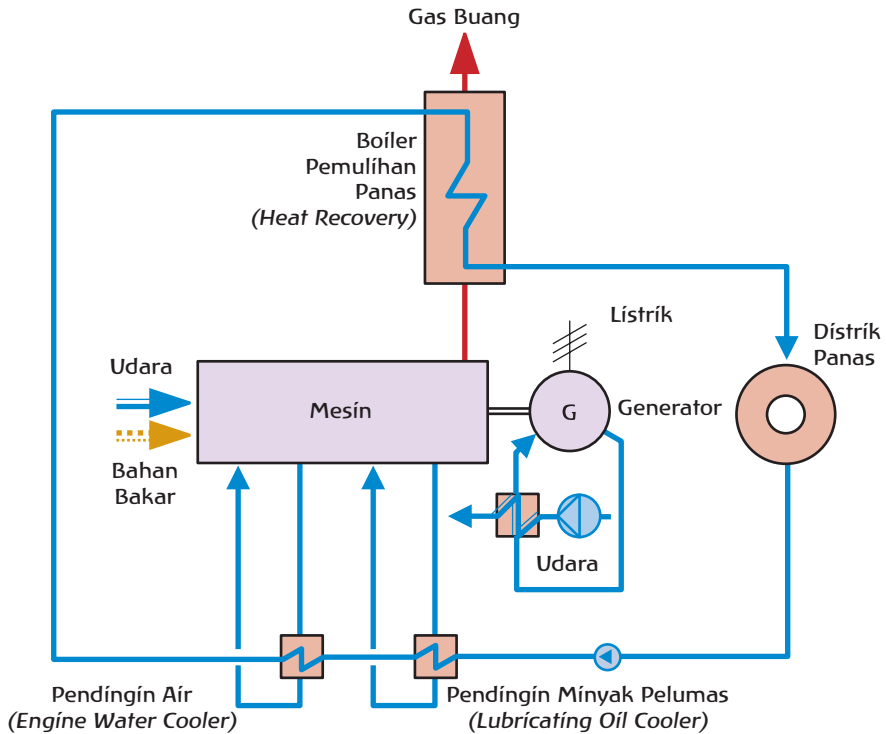 Gas Buang
Boiler
Pemulihan
Panas
(Heat Recovery)
Listrik
Distrik
Panas
Udara
Mesin
G
Generator
Bahan
Bakar
Udara
Pendingin Air
(Engine Water Cooler)
Pendingin Minyak Pelumas
(Lubricating Oil Cooler)